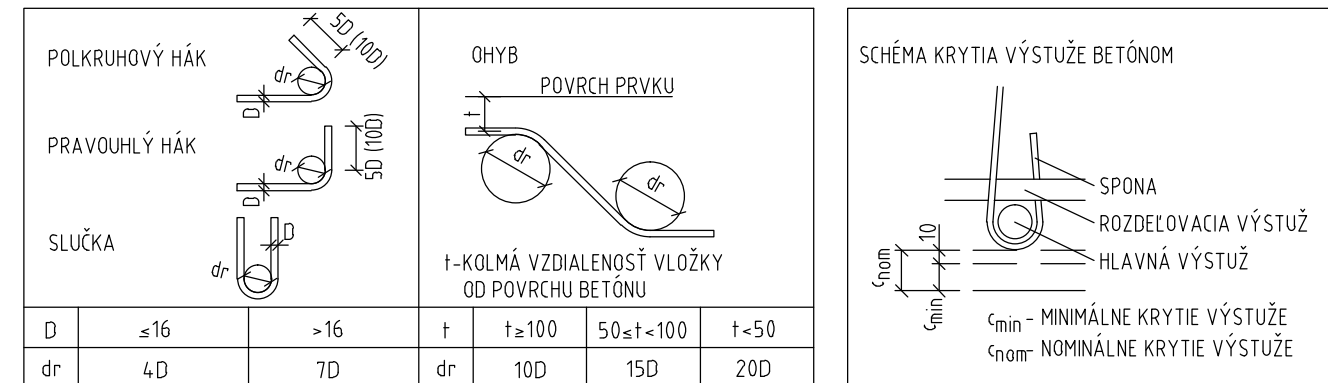 POLKRUHOVÝ HÁK
5D (10D)
dr
D
PRAVOUHLÝ HÁK
5D (10D)
dr
D
SLUČKA
D
dr
OHYB
POVRCH PRVKU
t
dr
dr
t-KOLMÁ VZDIALENOSŤ VLOŽKY
OD POVRCHU BETÓNU
D ≤16 >16 t t≥100 50≤t<100 t<50
dr 4D 7D dr 10D 15D 20D
SCHÉMA KRYTIA VÝSTUŽE BETÓNOM
SPONA
ROZDEĽOVACIA VÝSTUŽ
HLAVNÁ VÝSTUŽ
10
cnom
cmin
cmin - MINIMÁLNE KRYTIE VÝSTUŽE
cnom- NOMINÁLNE KRYTIE VÝSTUŽE